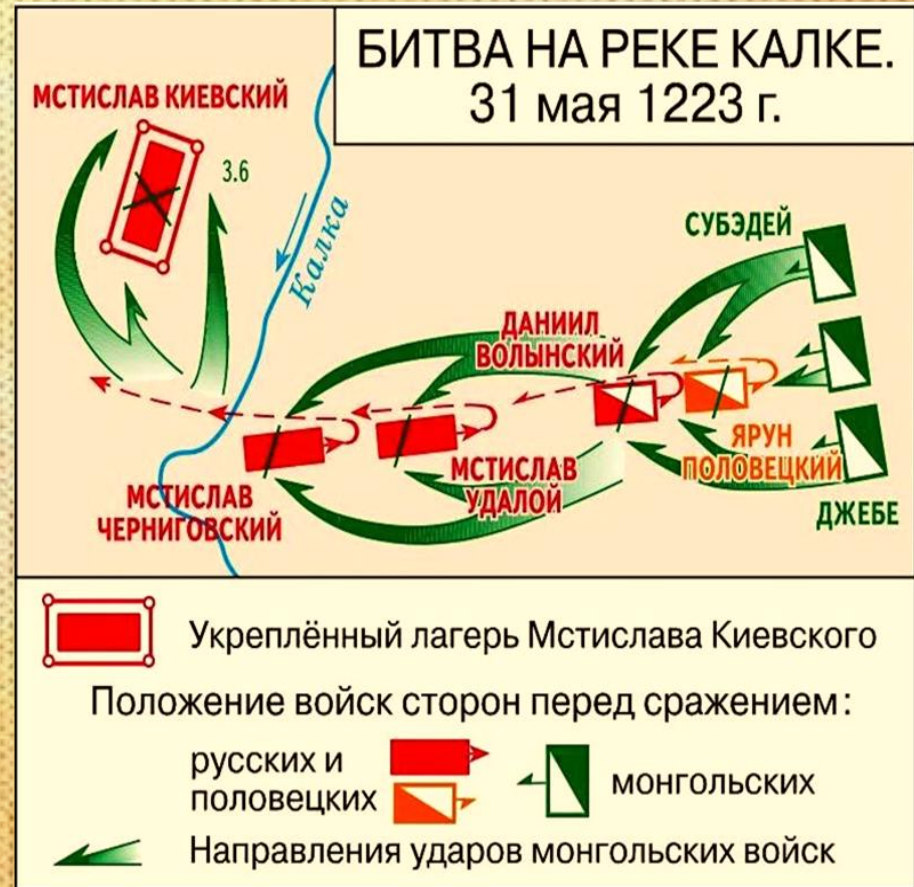 БИТВА НА РЕКЕ КАЛКЕ.
31 мая 1223 г.
МСТИСЛАВ КИЕВСКИЙ
3.6
Калка
СУБЭДЕЙ
ДАНИИЛ
ВОЛЫНСКИЙ
ЯРУН
ПОЛОВЕЦКИЙ
МСТИСЛАВ
УДАЛОЙ
МСТИСЛАВ
ЧЕРНИГОВСКИЙ
ДЖЕБЕ
Укреплённый лагерь Мстислава Киевского
Положение войск сторон перед сражением:
русских и
половецких
монгольских
Направления ударов монгольских войск